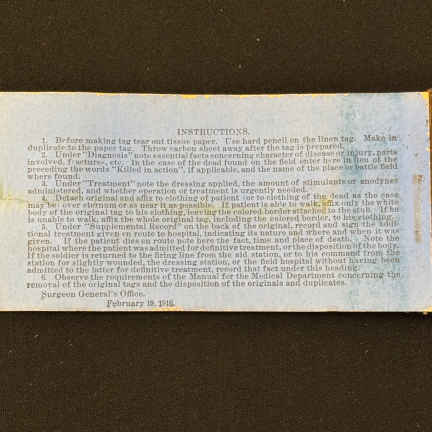 INSTRUCTIONS.
1. Before making tag tear out tissue paper. Use hard pencil on the linen tag. Make in
duplicate to the paper tag. Throw carbon sheet away after the tag is prepared.
2. Under "Diagnosis" note essential facts concerning character of disease or injury, parts
involved, fractures, etc. In the case of the dead found on the field enter here in lieu of the
preceding the words "Killed in action", if applicable, and the name of the place or battle field
where found.
3. Under "Treatment" note the dressing applied, the amount of stimulants or anodynes
administered, and whether operation or treatment is urgently needed.
4. Detach original and affix to clothing of patient (or to clothing of the dead as the case
may be) over sternum or as near it as possible. If patient is able to walk, affix only the white
body of the original tag to his clothing, leaving the colored border attached to the stub. If he
is unable to walk, affix the whole original tag, including the colored border, to his clothing.
5. Under "Supplemental Record" on the back of the original, record and sign the addi-
tional treatment given en route to hospital, indicating its nature and where and when it was
given. If the patient dies en route note here the fact, time and place of death. Note the
hospital where the patient was admitted for definitive treatment, or the disposition of the body.
If the soldier is returned to the firing line from the aid station, or to his command from the
station for slightly wounded, the dressing station, or the field hospital without having been
admitted to the latter for definitive treatment, record that fact under this heading.
6. Observe the requirements of the Manual for the Medical Department concerning the
removal of the original tags and the disposition of the originals and duplicates.
Surgeon General's Office.
February 19, 1916.